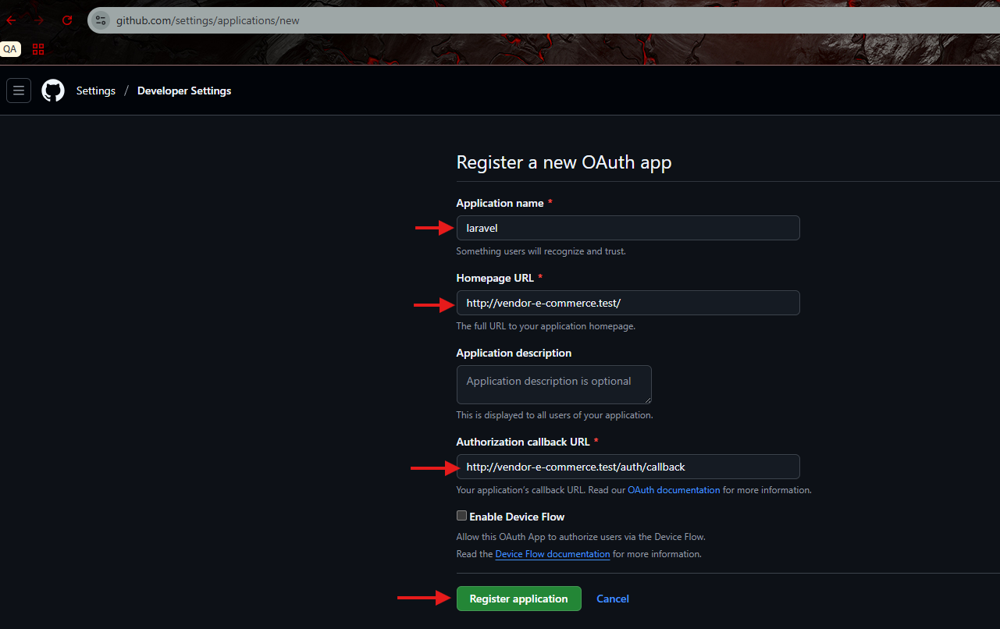 github.com/settings/applications/new
QA
Settings / Developer Settings
Register a new OAuth app
Application name *
laravel
Something users will recognize and trust.
Homepage URL *
http://vendor-e-commerce.test/
The full URL to your application homepage.
Application description
Application description is optional
This is displayed to all users of your application.
Authorization callback URL *
http://vendor-e-commerce.test/auth/callback
Your application's callback URL. Read our OAuth documentation for more information.
Enable Device Flow
Allow this OAuth App to authorize users via the Device Flow.
Read the Device Flow documentation for more information.
Register application Cancel